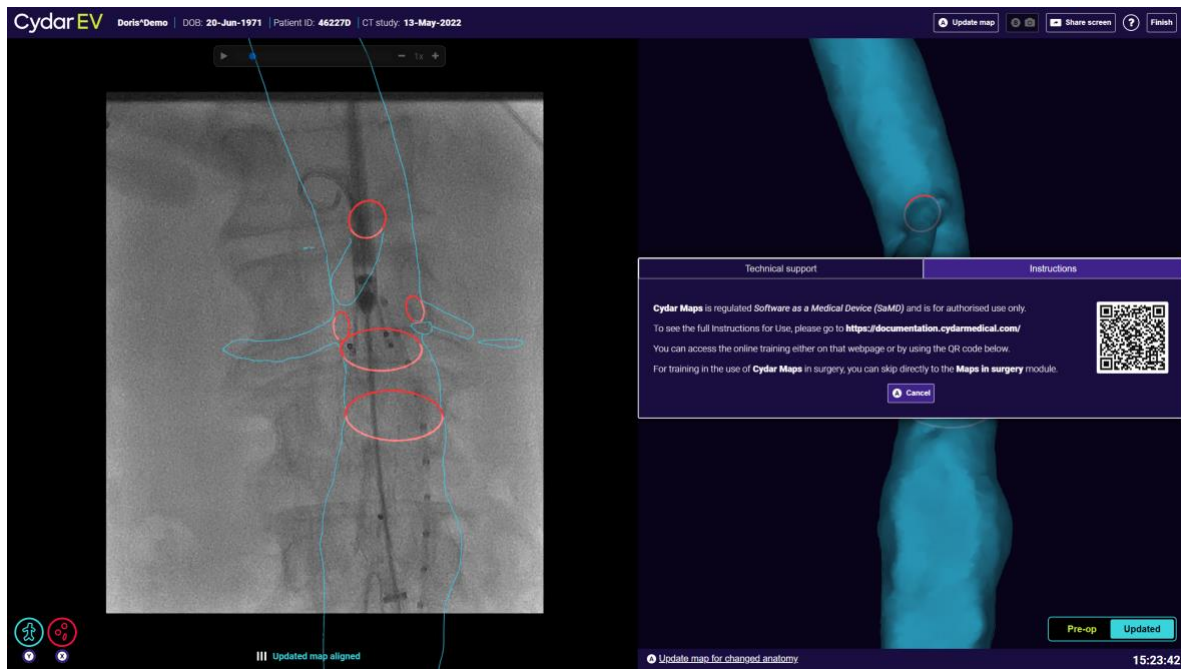 Cydar EV Doris^Demo | DOB: 20-Jun-1971 | Patient ID: 46227D | CT study: 13-May-2022 A Update map B Share screen ? Finish
1x
Technical support Instructions
Cydar Maps is regulated Software as a Medical Device (SaMD) and is for authorised use only.
To see the full Instructions for Use, please go to https://documentation.cydarmedical.com/
You can access the online training either on that webpage or by using the QR code below.
For training in the use of Cydar Maps in surgery, you can skip directly to the Maps in surgery module.
A Cancel
Pre-op Updated
Y X
Updated map aligned
A Update map for changed anatomy
15:23:42